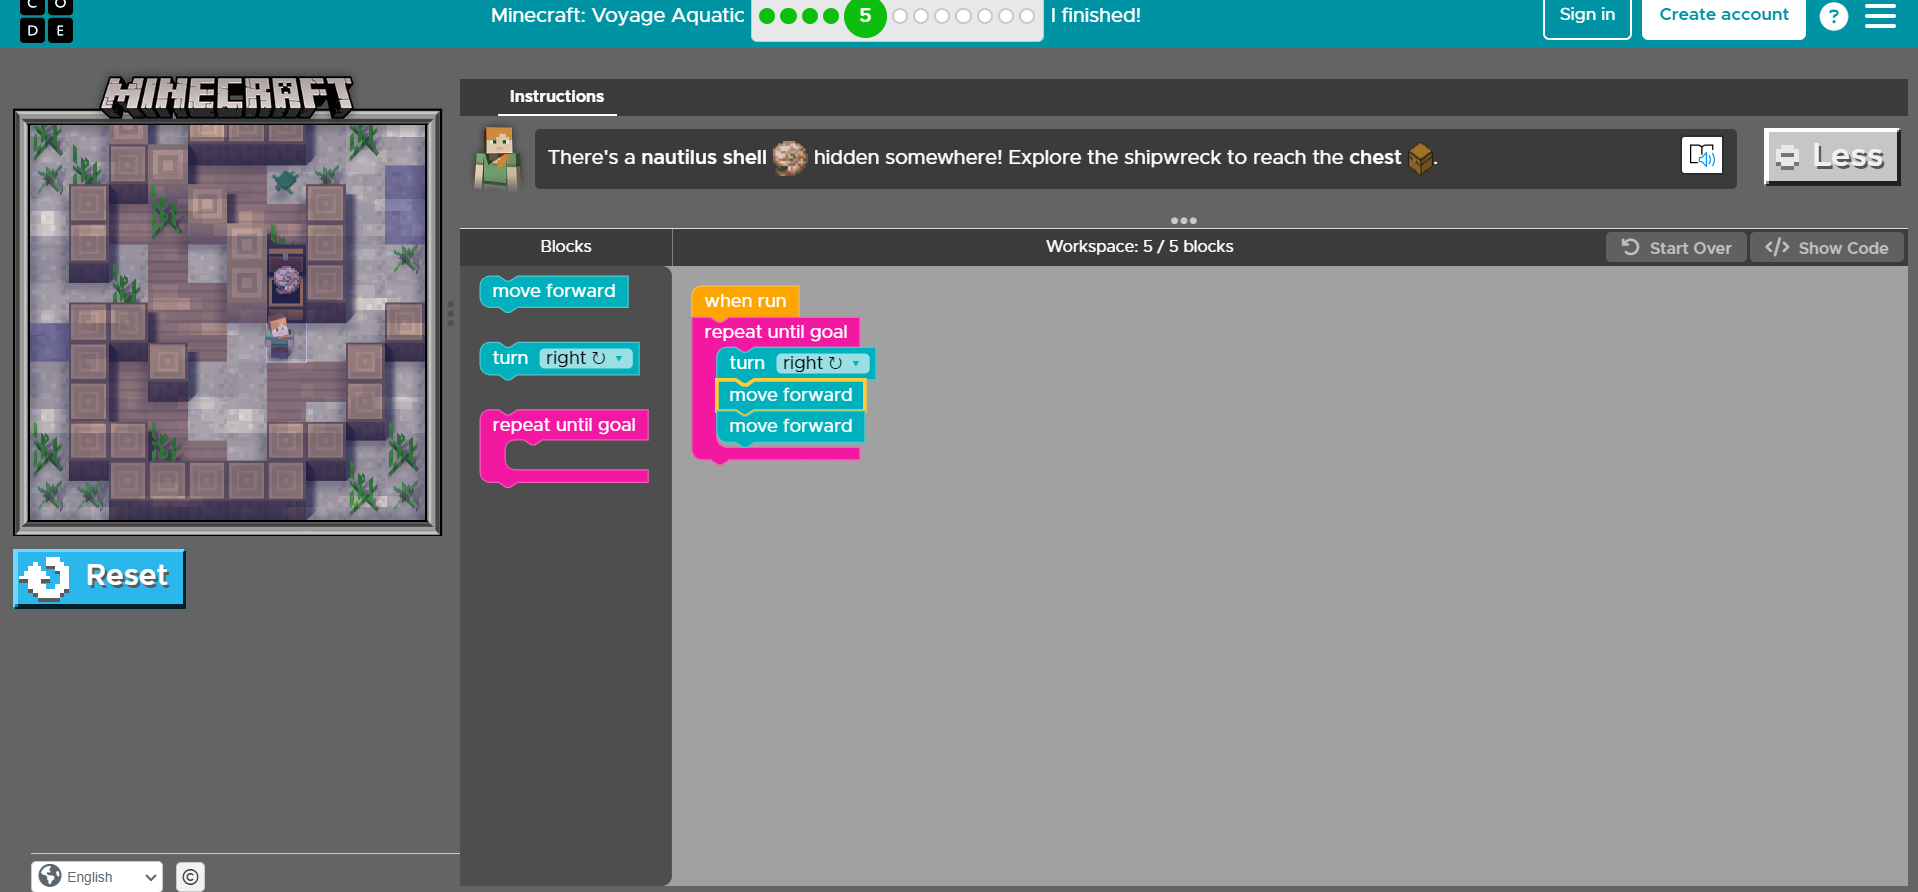 C O
D E
Minecraft: Voyage Aquatic
5
I finished!
Sign in
Create account
?
MINECRAFT
Instructions
There's a nautilus shell hidden somewhere! Explore the shipwreck to reach the chest .
Less
Blocks
Workspace: 5 / 5 blocks
Start Over
</> Show Code
move forward
turn right ↻
repeat until goal
when run
repeat until goal
turn right ↻
move forward
move forward
Reset
English
©